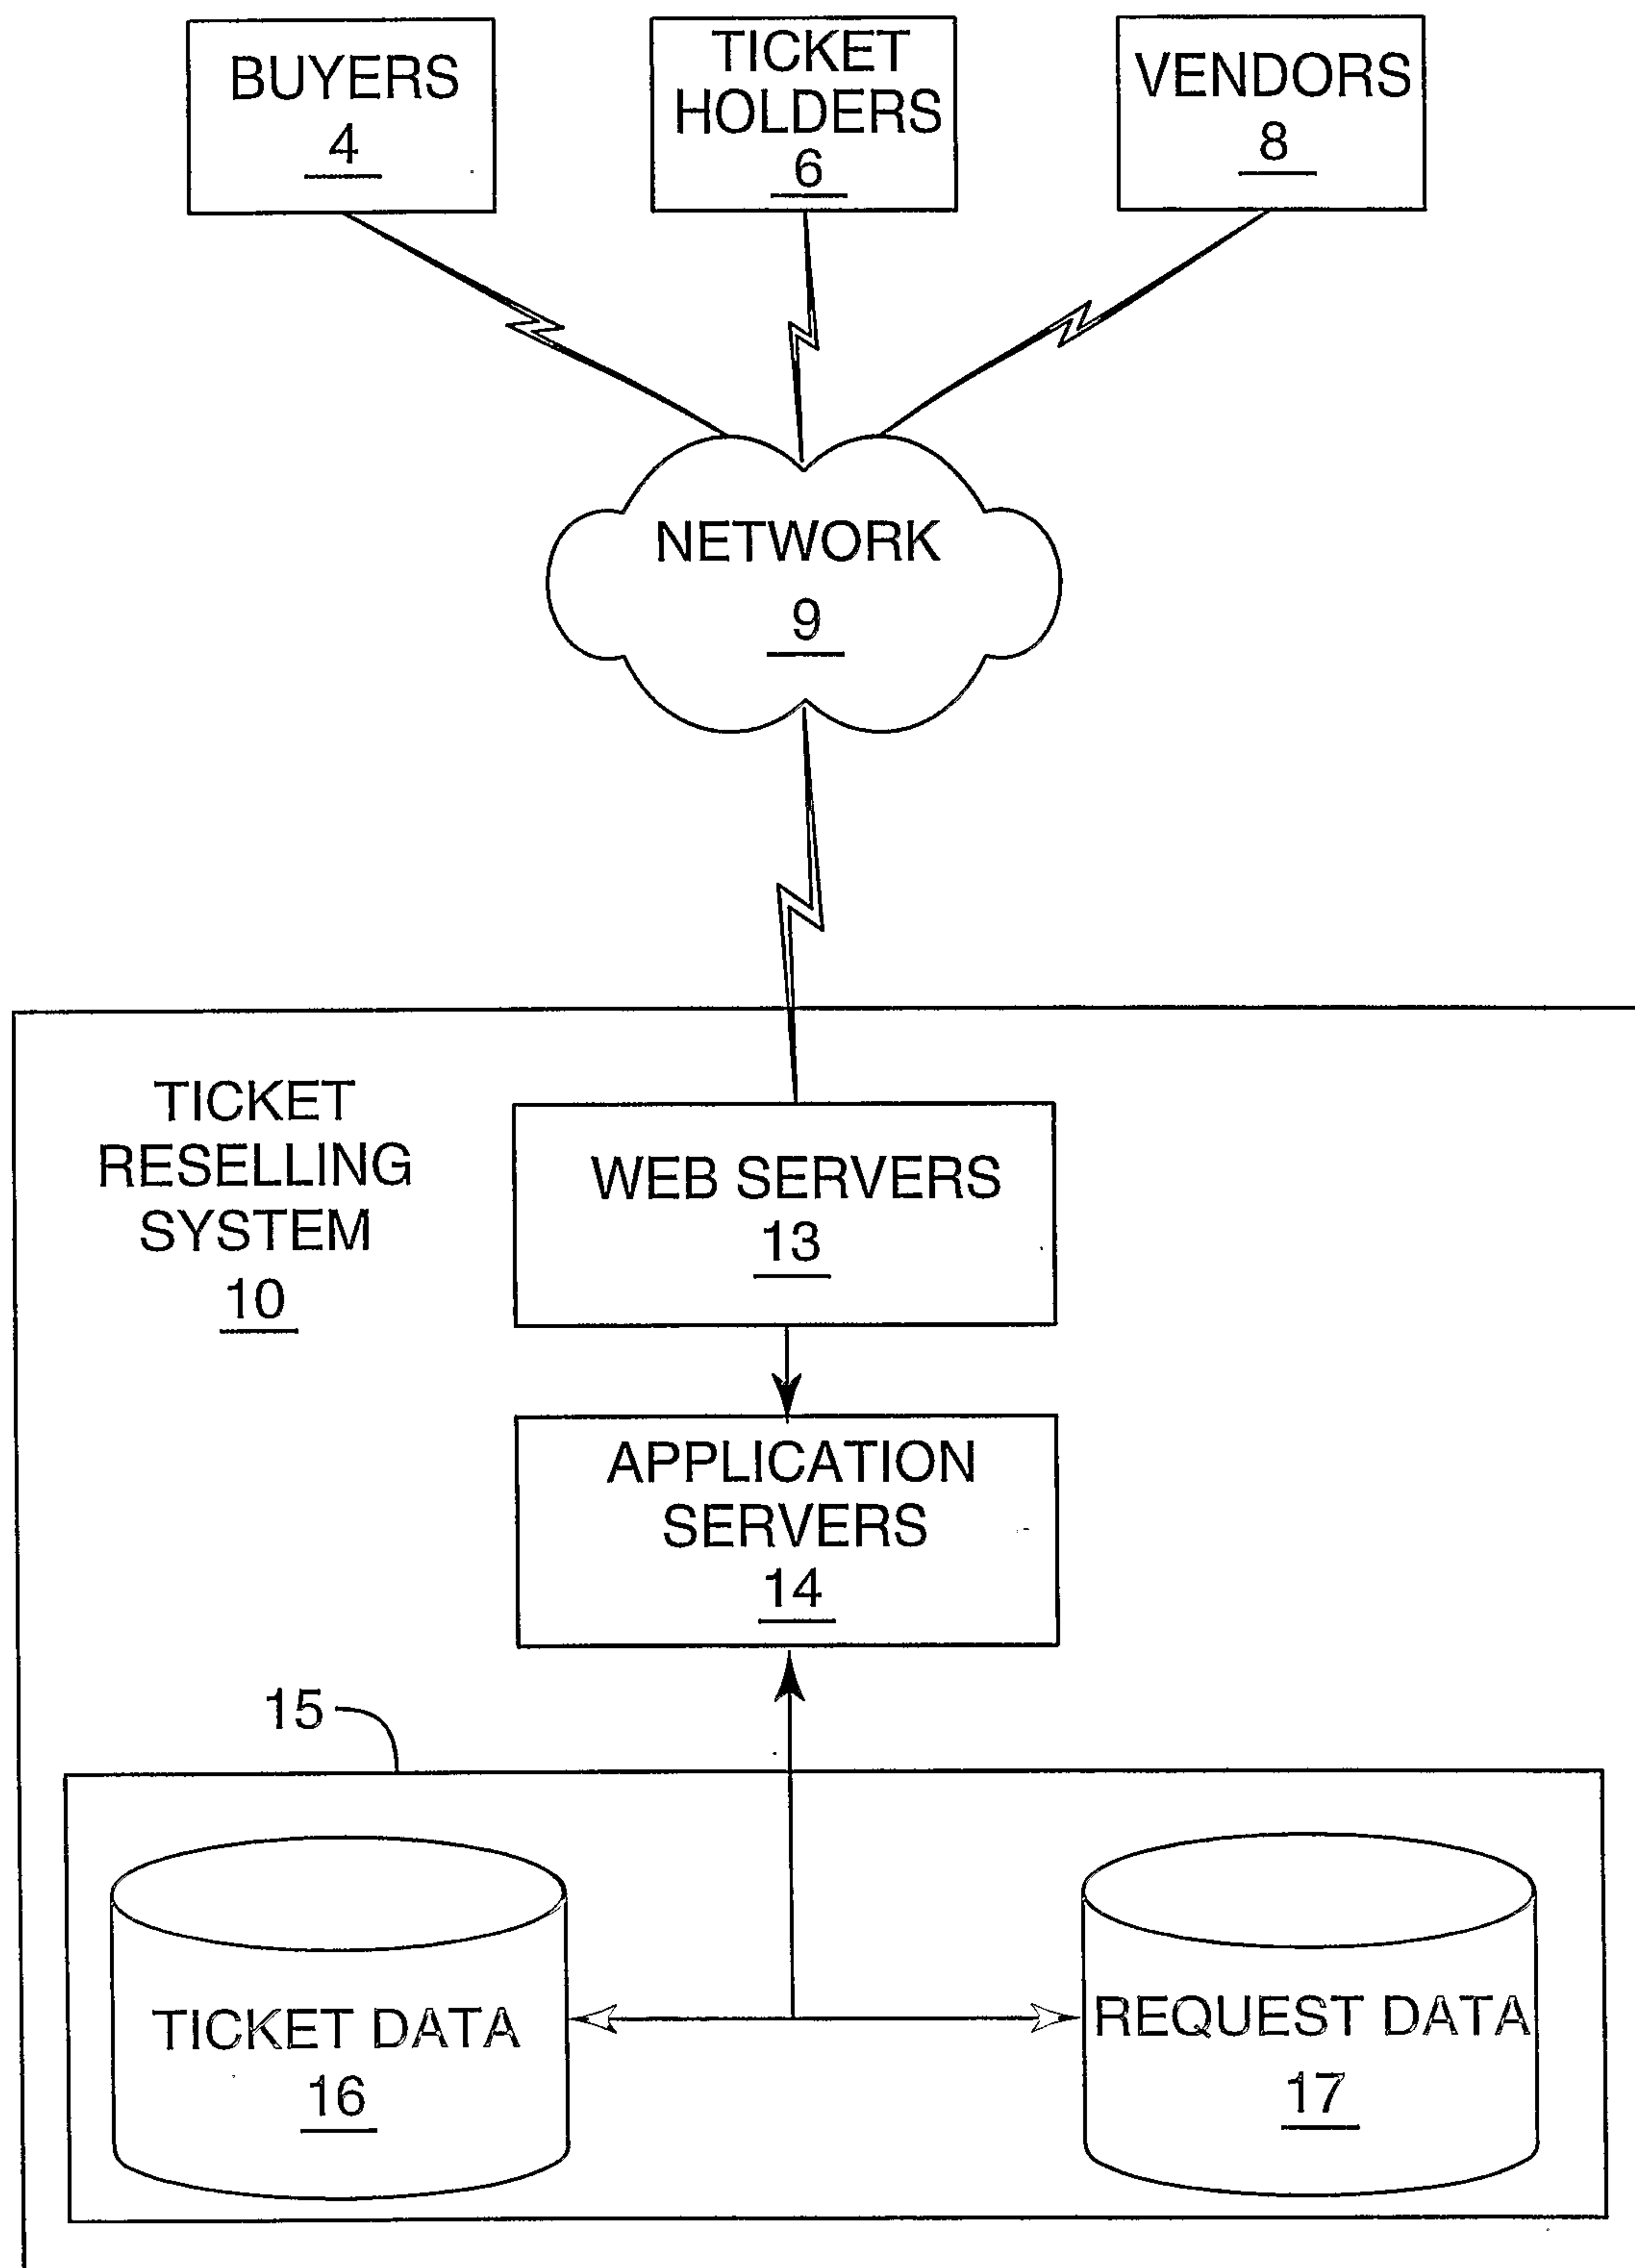 BUYERS
4
TICKET
HOLDERS
6
VENDORS
8
NETWORK
9
TICKET
RESELLING
SYSTEM
10
WEB SERVERS
13
APPLICATION
SERVERS
14
15
TICKET DATA
16
REQUEST DATA
17